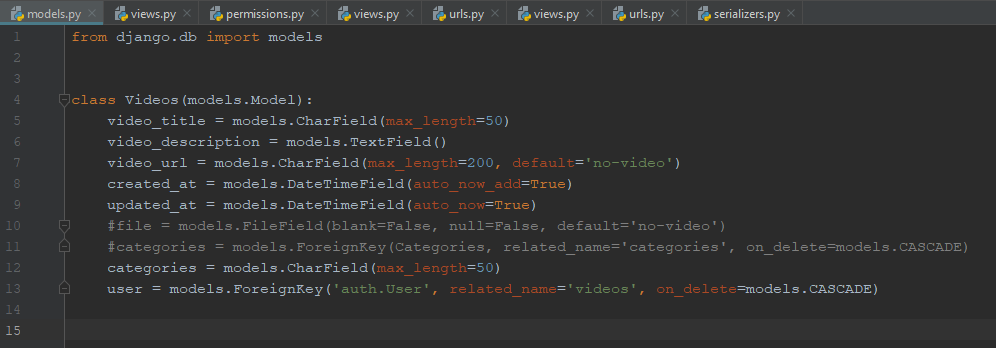 models.py × views.py × permissions.py × views.py × urls.py × views.py × urls.py × serializers.py ×
1 from django.db import models
2
3
4 class Videos(models.Model):
5     video_title = models.CharField(max_length=50)
6     video_description = models.TextField()
7     video_url = models.CharField(max_length=200, default='no-video')
8     created_at = models.DateTimeField(auto_now_add=True)
9     updated_at = models.DateTimeField(auto_now=True)
10     #file = models.FileField(blank=False, null=False, default='no-video')
11     #categories = models.ForeignKey(Categories, related_name='categories', on_delete=models.CASCADE)
12     categories = models.CharField(max_length=50)
13     user = models.ForeignKey('auth.User', related_name='videos', on_delete=models.CASCADE)
14
15